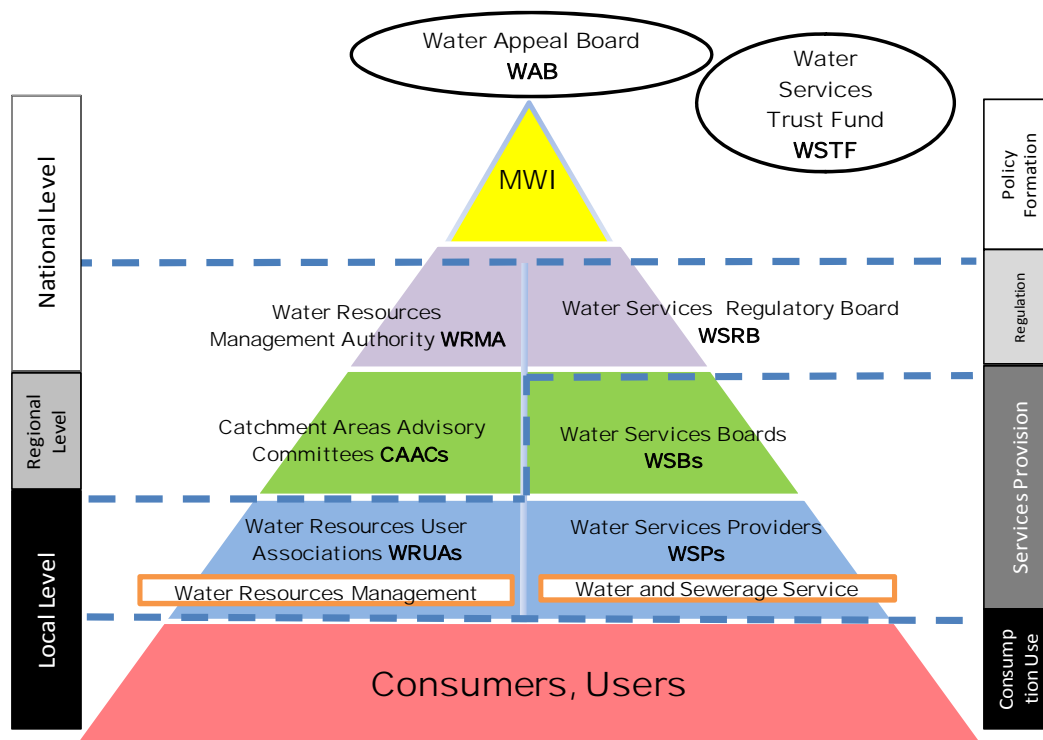 Water Appeal Board
WAB
Water
Services
Trust Fund
WSTF
National Level
Policy
Formation
MWI
Water Resources
Management Authority WRMA
Water Services Regulatory Board
WSRB
Regulation
Regional
Level
Catchment Areas Advisory
Committees CAACs
Water Services Boards
WSBs
Services Provision
Local Level
Water Resources User
Associations WRUAs
Water Services Providers
WSPs
Water Resources Management
Water and Sewerage Service
Consumers, Users
Consump
tion Use